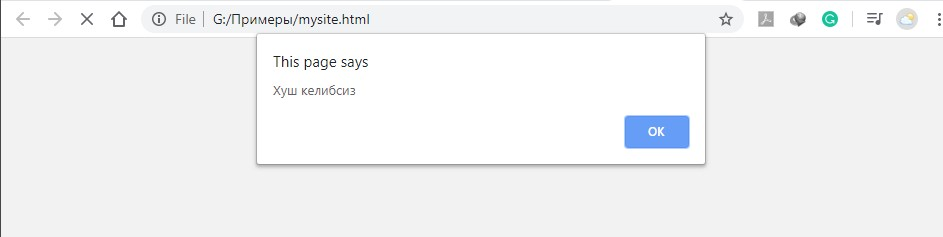 File G:/Примеры/mysite.html
This page says
Хуш келибсиз
OK